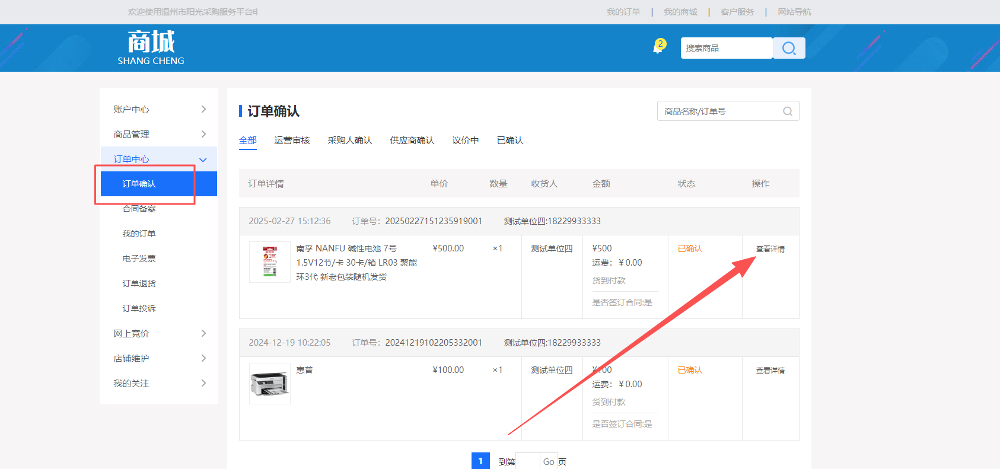 欢迎使用温州市阳光采购服务平台
我的订单 | 我的商城 | 客户服务 | 网站导航
商城
SHANG CHENG
2
搜索商品
账户中心
商品管理
订单中心
订单确认
合同备案
我的订单
电子发票
订单退货
订单投诉
网上竞价
店铺维护
我的关注
订单确认
商品名称/订单号
全部 运营审核 采购人确认 供应商确认 议价中 已确认
订单详情 单价 数量 收货人 金额 状态 操作
2025-02-27 15:12:36 订单号：20250227151235919001 测试单位四:18229933333
南孚 NANFU 碱性电池 7号 ¥500.00 ×1 测试单位四 ¥500 已确认 查看详情
1.5V12节/卡 30卡/箱 LR03 聚能 运费：￥0.00
环3代 新老包装随机发货 货到付款
是否签订合同:是
2024-12-19 10:22:05 订单号：20241219102205332001 测试单位四:18229933333
惠普 ¥100.00 ×1 测试单位四 ¥100 已确认 查看详情
运费：￥0.00
货到付款
是否签订合同:是
1 到第 Go 页